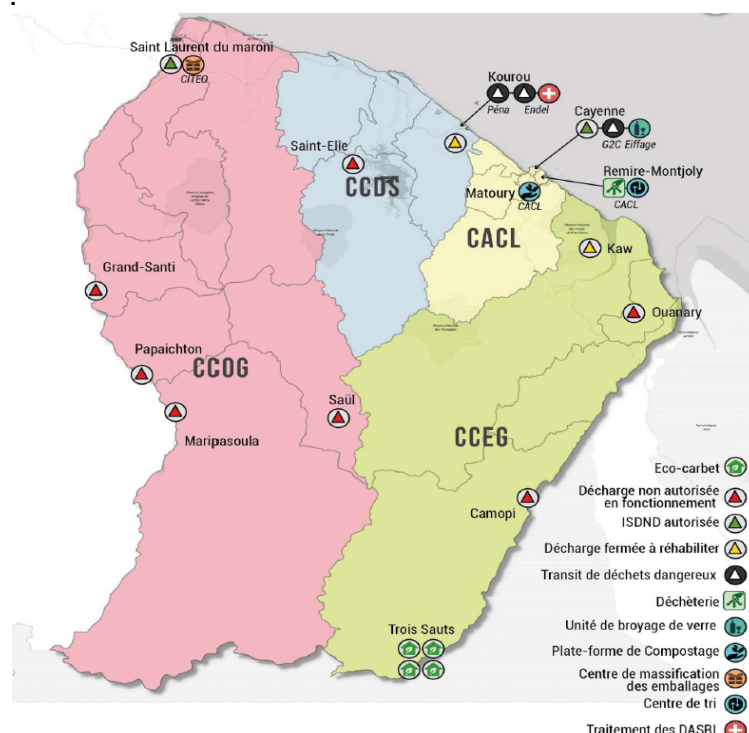 Saint Laurent du maroni
CITEO
Kourou
Péna Endel
Cayenne
G2C Eiffage
Saint-Elie
CCDS
Remire-Montjoly
CACL
Matoury
CACL
CACL
Kaw
Grand-Santi
Ouanary
Papaichton
CCOG
Saül
Maripasoula
CCEG
Camopi
Trois Sauts
Eco-carbet
Décharge non autorisée
en fonctionnement
ISDND autorisée
Décharge fermée à réhabiliter
Transit de déchets dangereux
Déchèterie
Unité de broyage de verre
Plate-forme de Compostage
Centre de massification
des emballages
Centre de tri
Traitement des DASRI